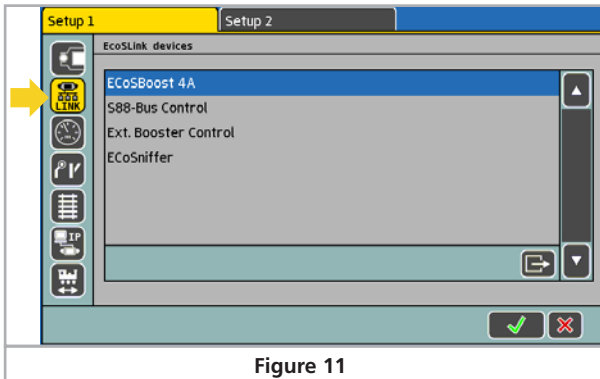 Setup 1
Setup 2
EcoSLink devices
LINK
ECoSBoost 4A
S88-Bus Control
Ext. Booster Control
ECoSniffer
IP
Figure 11